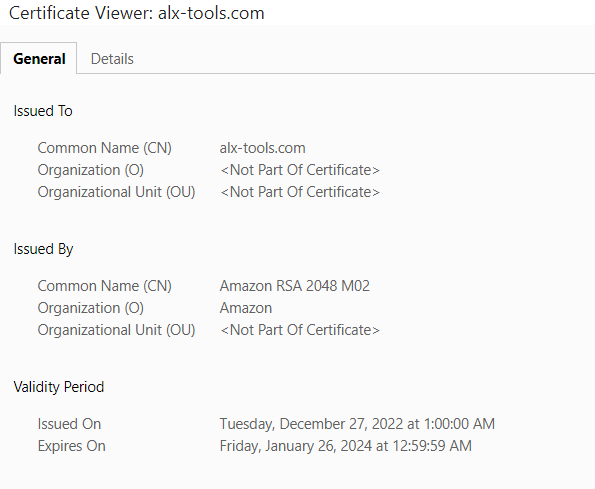 Certificate Viewer: alx-tools.com
General Details
Issued To
Common Name (CN) alx-tools.com
Organization (O) <Not Part Of Certificate>
Organizational Unit (OU) <Not Part Of Certificate>
Issued By
Common Name (CN) Amazon RSA 2048 M02
Organization (O) Amazon
Organizational Unit (OU) <Not Part Of Certificate>
Validity Period
Issued On Tuesday, December 27, 2022 at 1:00:00 AM
Expires On Friday, January 26, 2024 at 12:59:59 AM